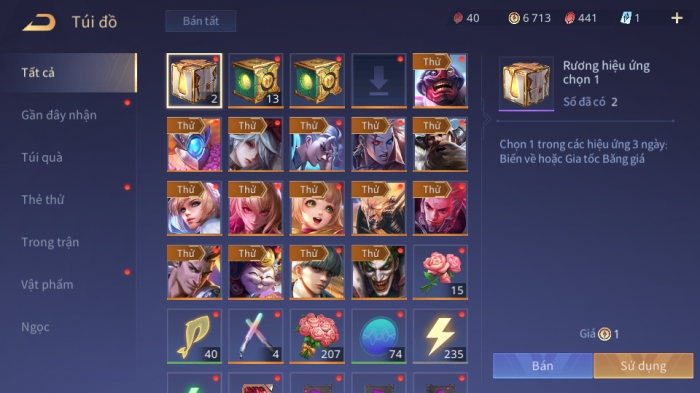 Túi đồ
Bán tất
40
6 713
441
1
+
Tất cả
Gần đây nhận
Túi quà
Thẻ thử
Trong trận
Vật phẩm
Ngọc
2
13
Thử
Thử
Thử
Thử
Thử
Thử
Thử
Thử
Thử
Thử
Thử
Thử
Thử
Thử
15
40
4
207
74
235
Rương hiệu ứng
chọn 1
Số đã có 2
Chọn 1 trong các hiệu ứng 3 ngày:
Biến về hoặc Gia tốc Băng giá
Giá 1
Bán
Sử dụng